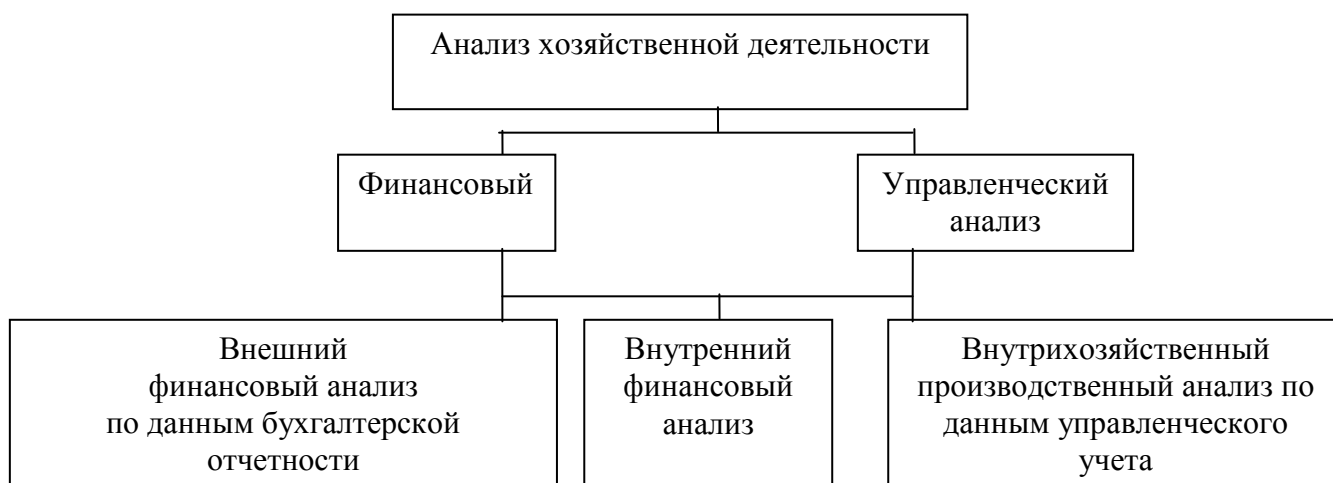 Анализ хозяйственной деятельности
Финансовый
Управленческий
анализ
Внешний
финансовый анализ
по данным бухгалтерской
отчетности
Внутренний
финансовый
анализ
Внутрихозяйственный
производственный анализ по
данным управленческого
учета